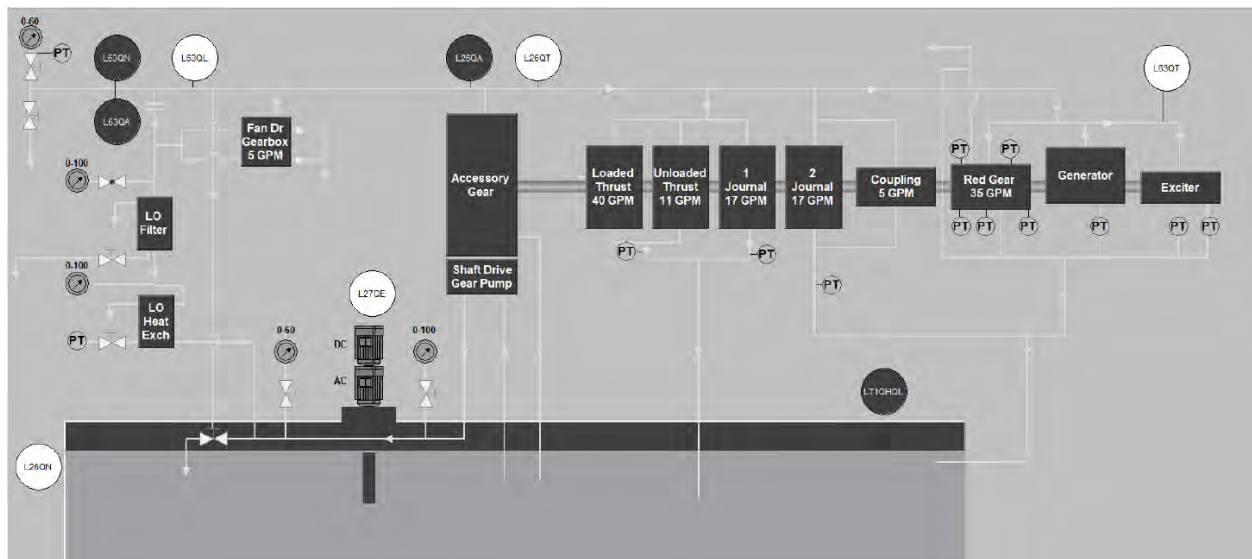 0-60
PT
L63QN
L63QL
L26QA
L26QT
L63QT
L63QA
Fan Dr
Gearbox
5 GPM
0-100
LO
Filter
0-100
LO
Heat
Exch
PT
Accessory
Gear
Shaft Drive
Gear Pump
Loaded
Thrust
40 GPM
Unloaded
Thrust
11 GPM
1
Journal
17 GPM
2
Journal
17 GPM
Coupling
5 GPM
PT
PT
Red Gear
35 GPM
Generator
Exciter
PT
PT
PT
PT
PT
PT
PT
PT
PT
L27QE
0-60
0-100
DC
AC
L71QHQL
L26QN